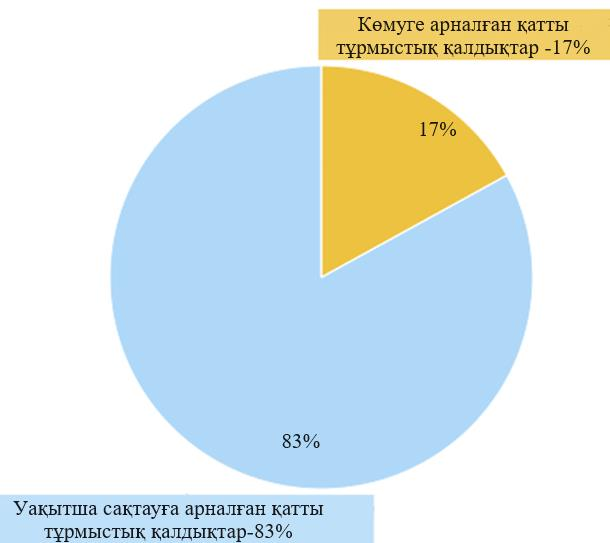 Көмуге арналған қатты
тұрмыстық қалдықтар -17%
17%
83%
Уақытша сақтауға арналған қатты
тұрмыстық қалдықтар-83%